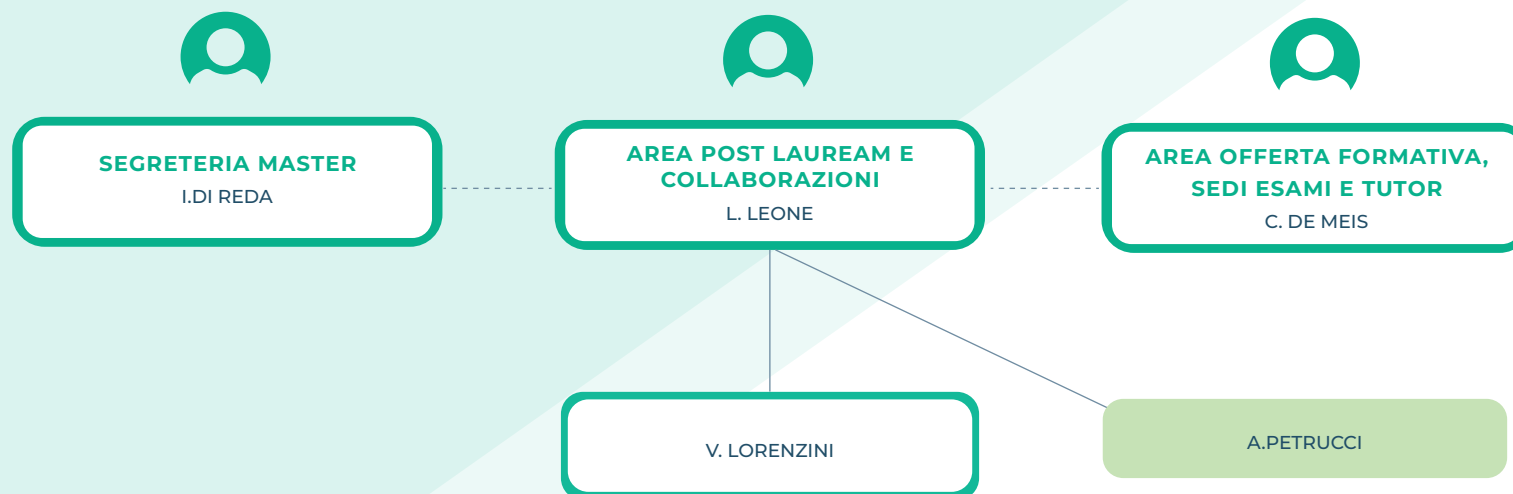 SEGRETERIA MASTER
I.DI REDA
AREA POST LAUREAM E
COLLABORAZIONI
L. LEONE
AREA OFFERTA FORMATIVA,
SEDI ESAMI E TUTOR
C. DE MEIS
V. LORENZINI
A.PETRUCCI